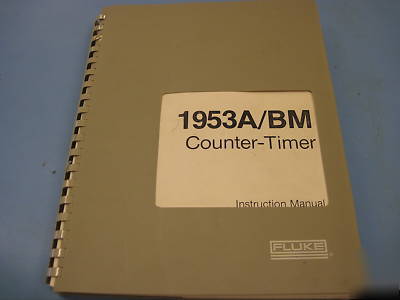 1953A/BM
Counter-Timer
Instruction Manual
FLUKE